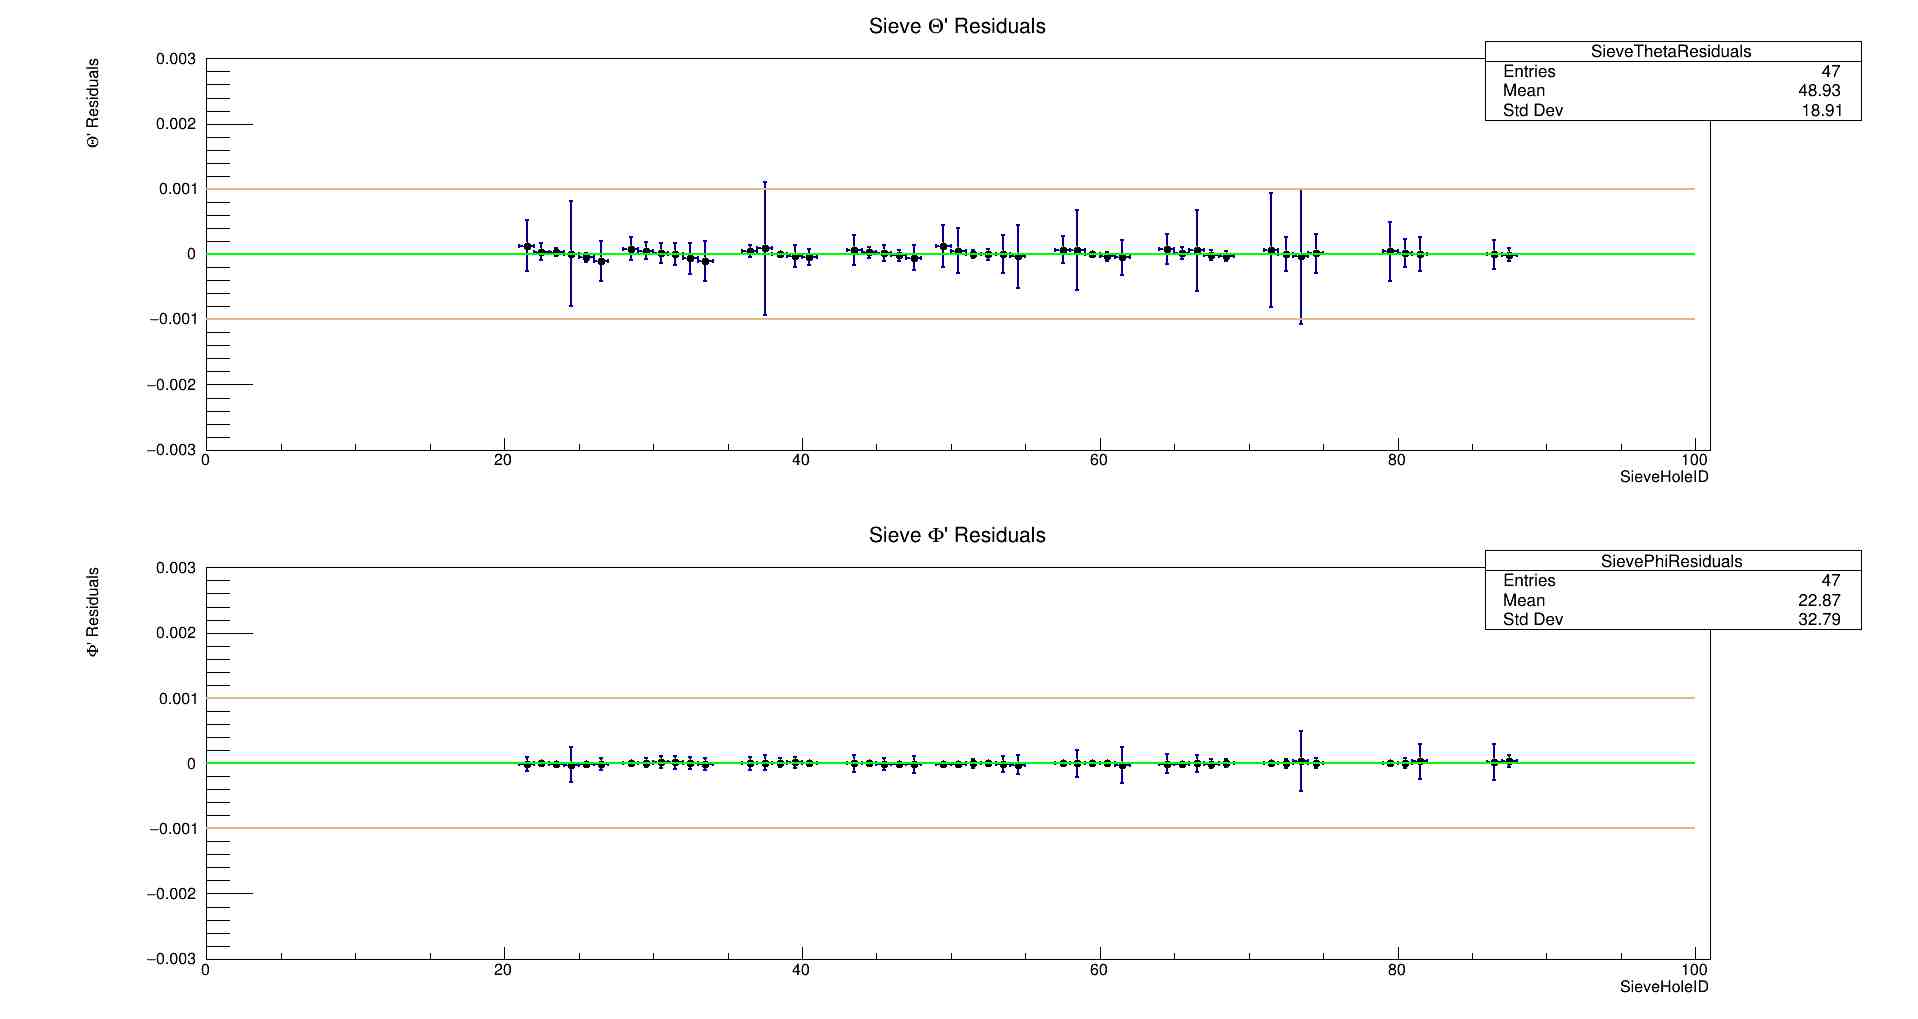 Sieve Θ' Residuals
Θ' Residuals
SieveThetaResiduals
Entries 47
Mean 48.93
Std Dev 18.91
0.003
0.002
0.001
0
−0.001
−0.002
−0.003
0 20 40 60 80 100
SieveHoleID
Sieve Φ' Residuals
Φ' Residuals
SievePhiResiduals
Entries 47
Mean 22.87
Std Dev 32.79
0.003
0.002
0.001
0
−0.001
−0.002
−0.003
0 20 40 60 80 100
SieveHoleID